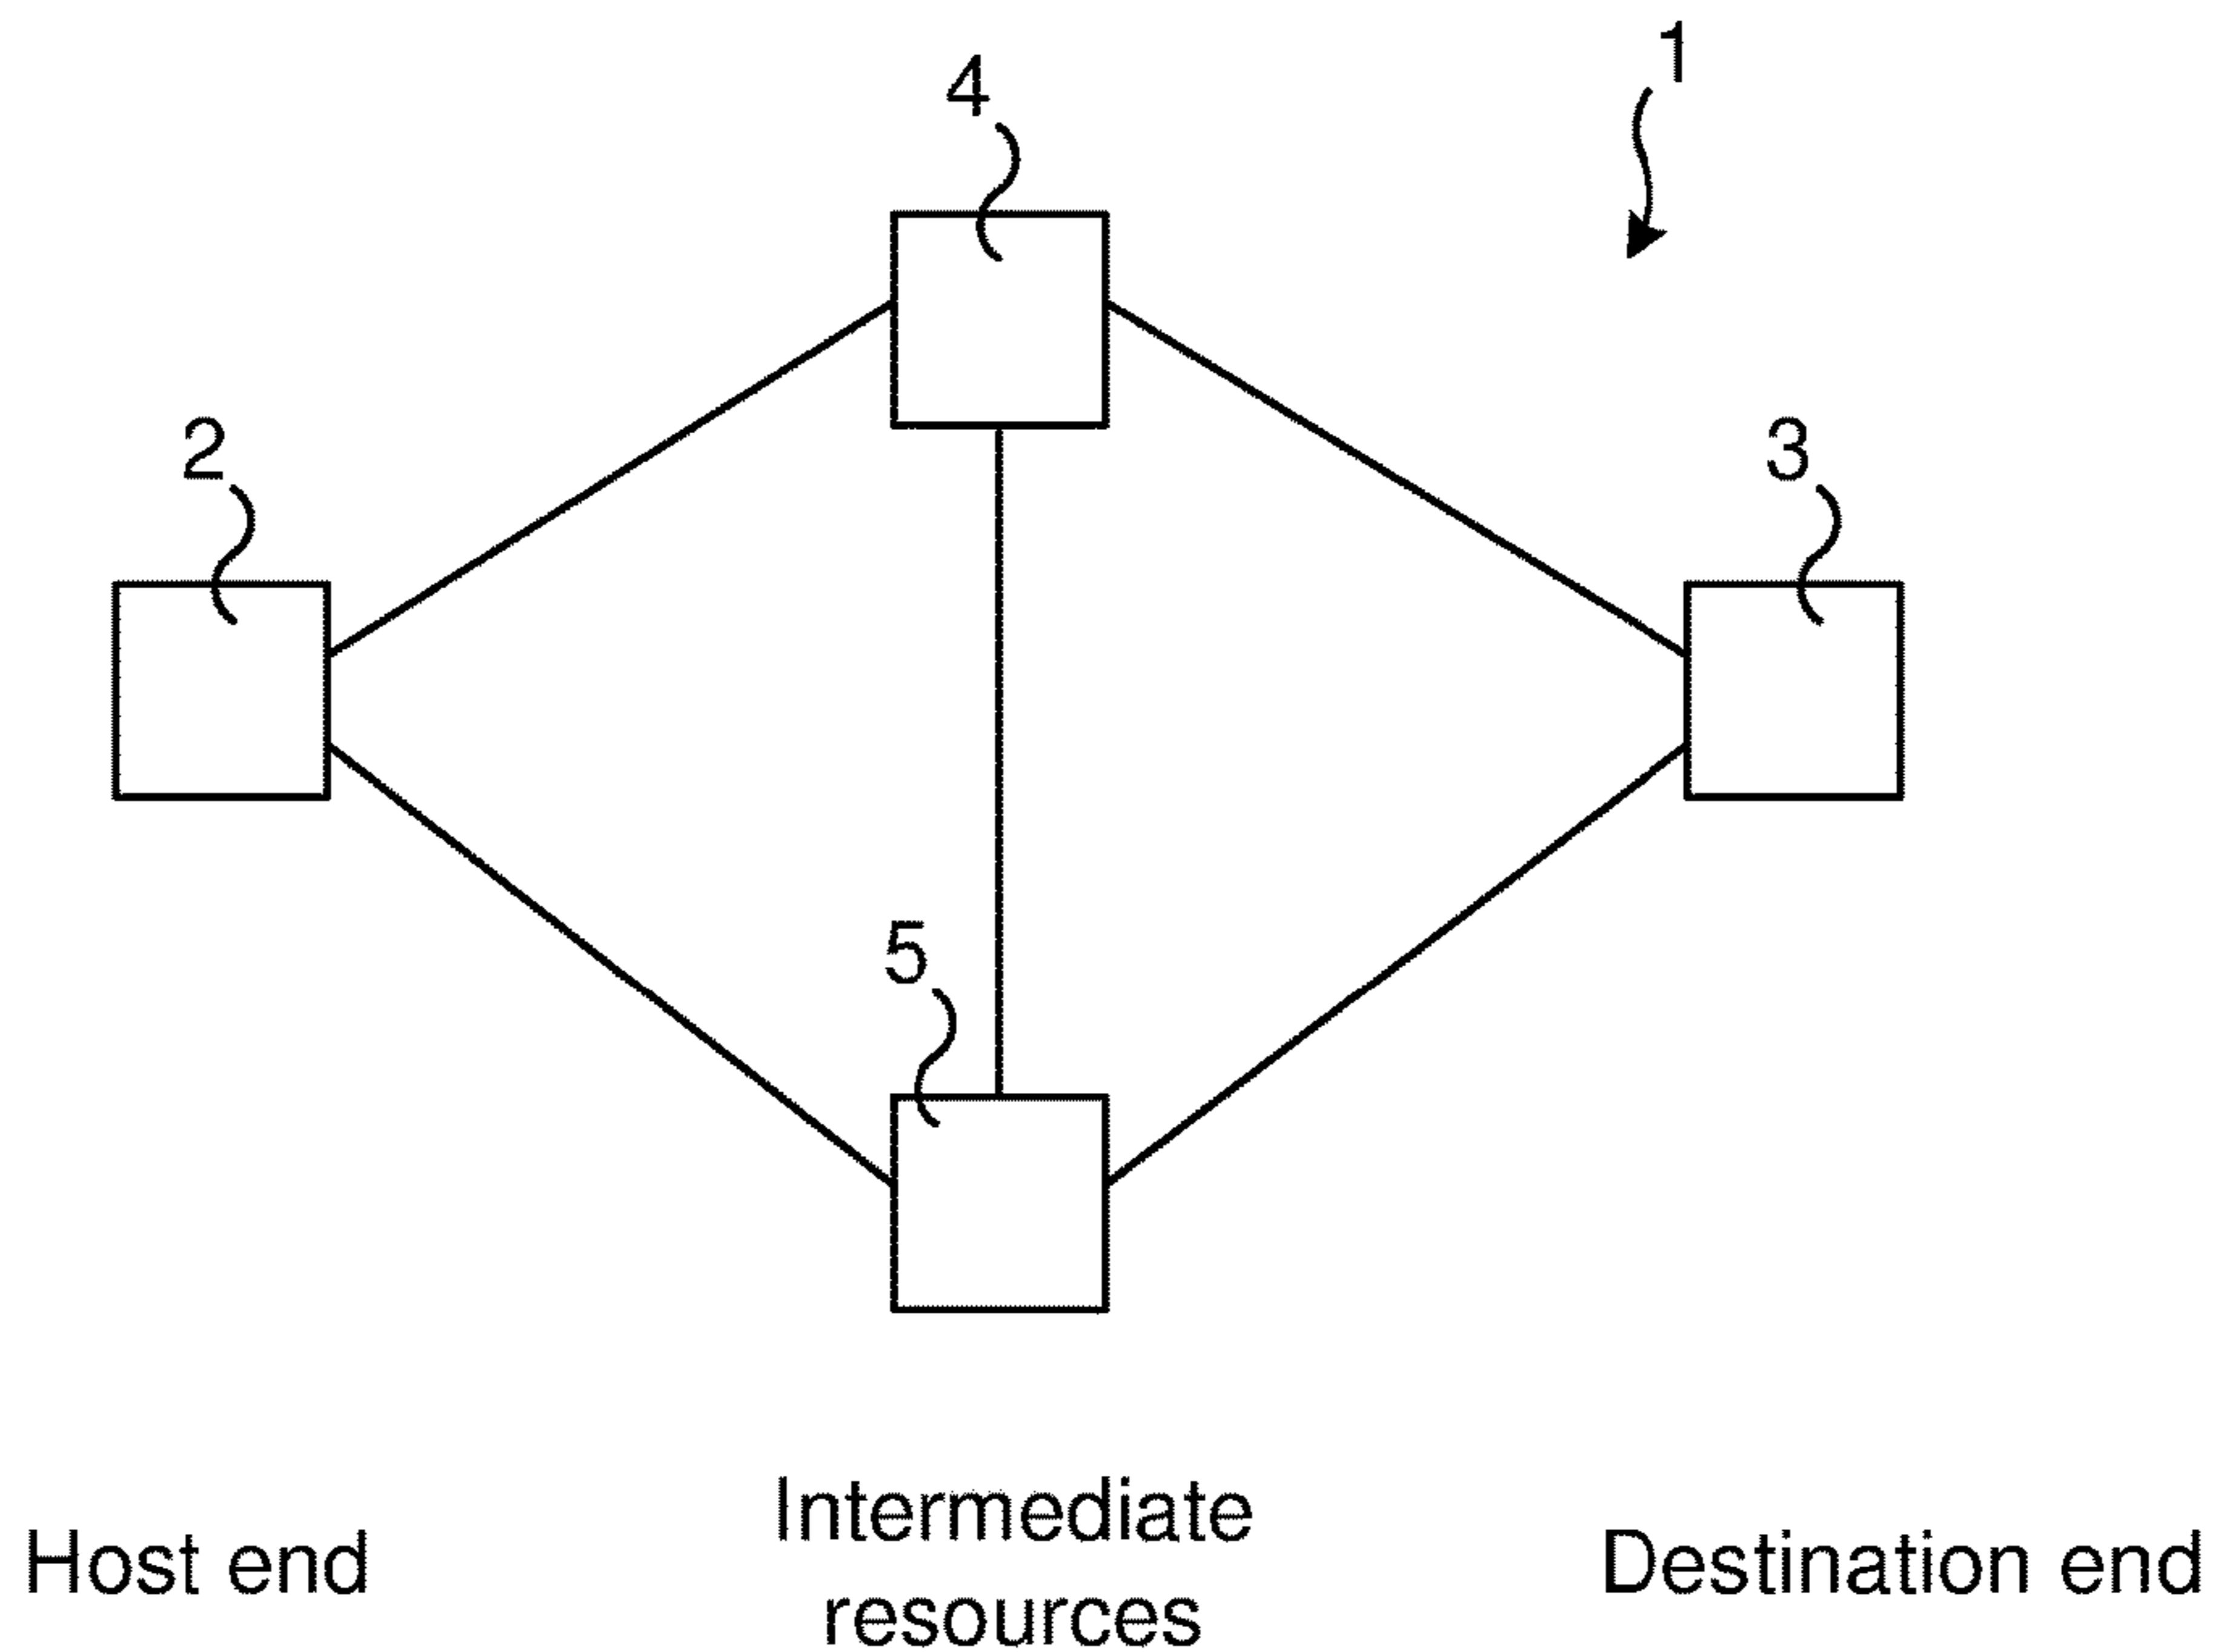 1
4
2
3
5
Intermediate
resources
Host end
Destination end